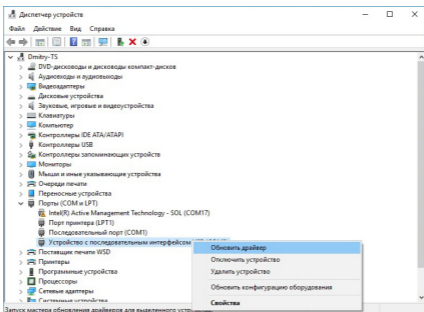 Диспетчер устройств
Файл Действие Вид Справка
Dmitry-TS
DVD-дисководы и дисководы компакт-дисков
Аудиовходы и аудиовыходы
Видеоадаптеры
Дисковые устройства
Звуковые, игровые и видеоустройства
Клавиатуры
Компьютер
Контроллеры IDE ATA/ATAPI
Контроллеры USB
Контроллеры запоминающих устройств
Мониторы
Мыши и иные указывающие устройства
Очереди печати
Переносные устройства
Порты (COM и LPT)
Intel(R) Active Management Technology - SOL (COM17)
Порт принтера (LPT1)
Последовательный порт (COM1)
Устройство с последовательным интерфейсом
Поставщик печати WSD
Принтеры
Программные устройства
Процессоры
Сетевые адаптеры
Системные устройства
Обновить драйвер
Отключить устройство
Удалить устройство
Обновить конфигурацию оборудования
Свойства
Запуск мастера обновления драйверов для выделенного